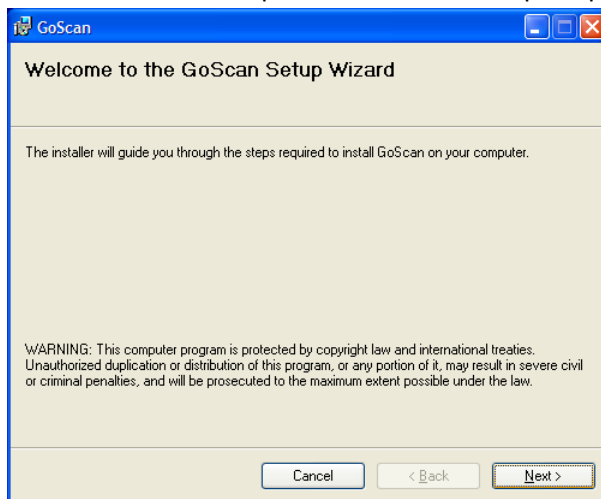 GoScan
Welcome to the GoScan Setup Wizard
The installer will guide you through the steps required to install GoScan on your computer.
WARNING: This computer program is protected by copyright law and international treaties.
Unauthorized duplication or distribution of this program, or any portion of it, may result in severe civil
or criminal penalties, and will be prosecuted to the maximum extent possible under the law.
Cancel < Back Next >